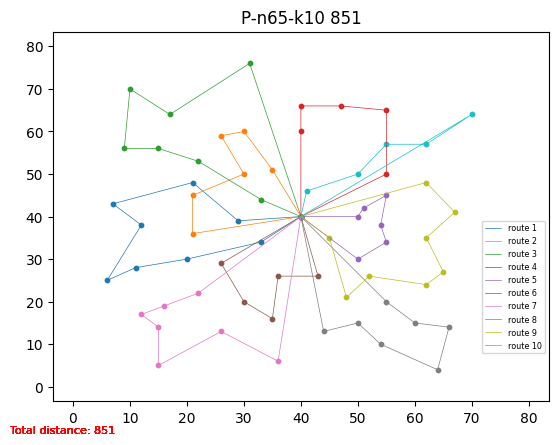 P-n65-k10 851
80
70
60
50
40
30
20
10
0
0 10 20 30 40 50 60 70 80
route 1
route 2
route 3
route 4
route 5
route 6
route 7
route 8
route 9
route 10
Total distance: 851